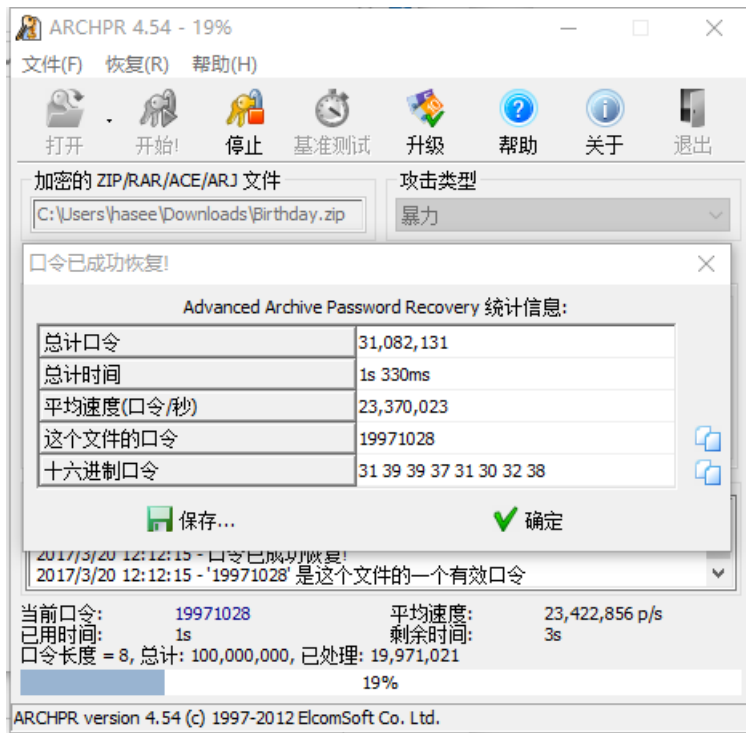 ARCHPR 4.54 - 19%
文件(F) 恢复(R) 帮助(H)
打开 开始! 停止 基准测试 升级 帮助 关于 退出
加密的 ZIP/RAR/ACE/ARJ 文件 攻击类型
C:\Users\hasee\Downloads\Birthday.zip 暴力
口令已成功恢复!
Advanced Archive Password Recovery 统计信息:
总计口令 31,082,131
总计时间 1s 330ms
平均速度(口令/秒) 23,370,023
这个文件的口令 19971028
十六进制口令 31 39 39 37 31 30 32 38
保存... 确定
2017/3/20 12:12:15 - 口令已成功恢复!
2017/3/20 12:12:15 - '19971028' 是这个文件的一个有效口令
当前口令: 19971028 平均速度: 23,422,856 p/s
已用时间: 1s 剩余时间: 3s
口令长度 = 8, 总计: 100,000,000, 已处理: 19,971,021
19%
ARCHPR version 4.54 (c) 1997-2012 ElcomSoft Co. Ltd.